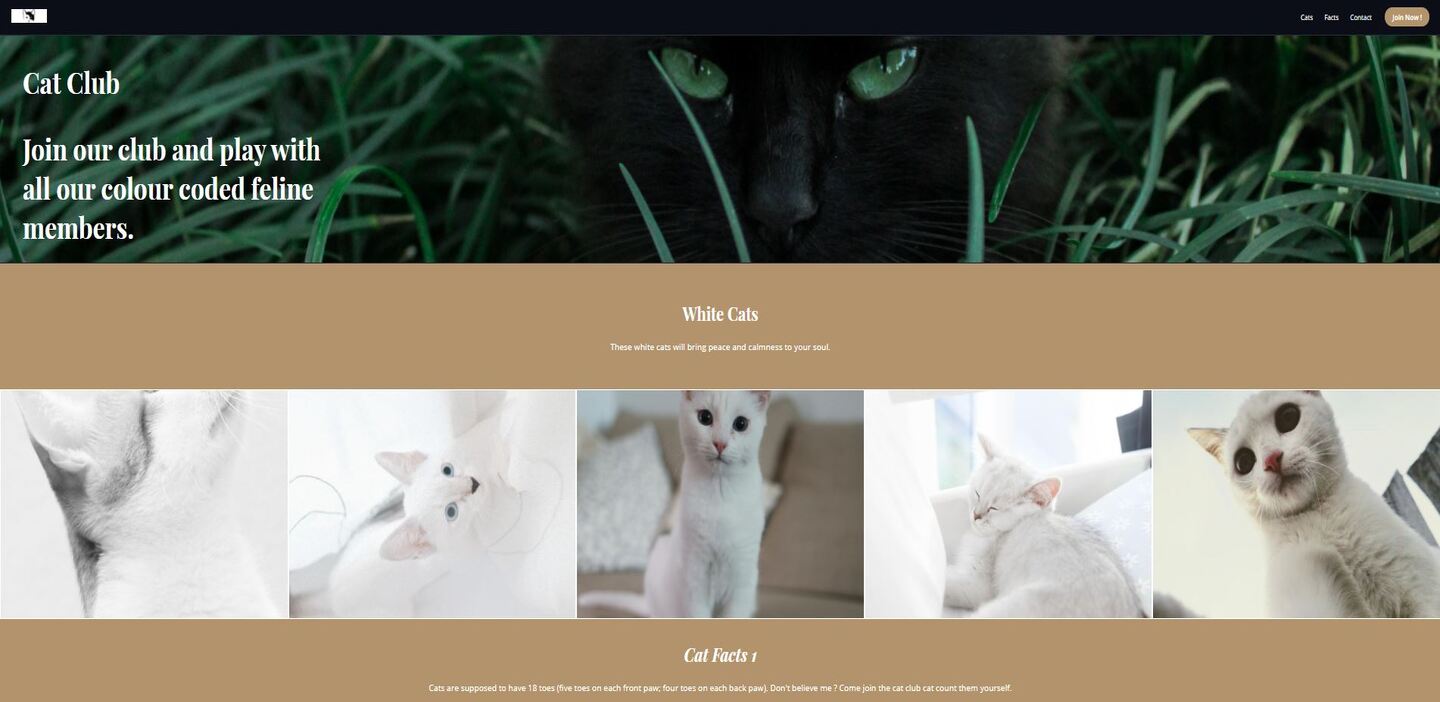 Cats Facts Contact Join Now !
Cat Club
Join our club and play with
all our colour coded feline
members.
White Cats
These white cats will bring peace and calmness to your soul.
Cat Facts 1
Cats are supposed to have 18 toes (five toes on each front paw; four toes on each back paw). Don't believe me ? Come join the cat club cat count them yourself.